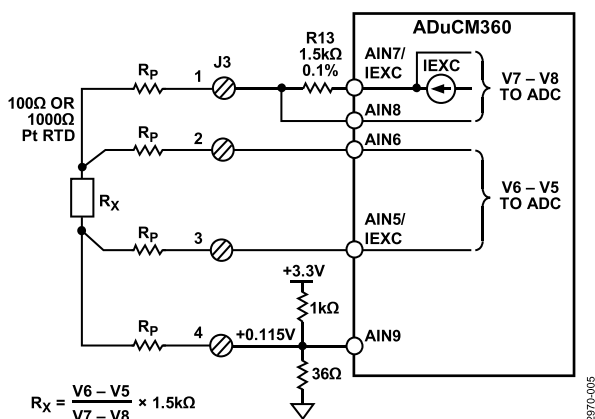 ADuCM360
R13
1.5kΩ
0.1%
AIN7/
IEXC
IEXC
V7 – V8
TO ADC
J3
RP
1
100Ω OR
1000Ω
Pt RTD
AIN8
RP
2
AIN6
RX
V6 – V5
TO ADC
AIN5/
IEXC
RP
3
+3.3V
1kΩ
RP
4
+0.115V
AIN9
36Ω
RX = V6 – V5 × 1.5kΩ
V7 – V8
2970-005